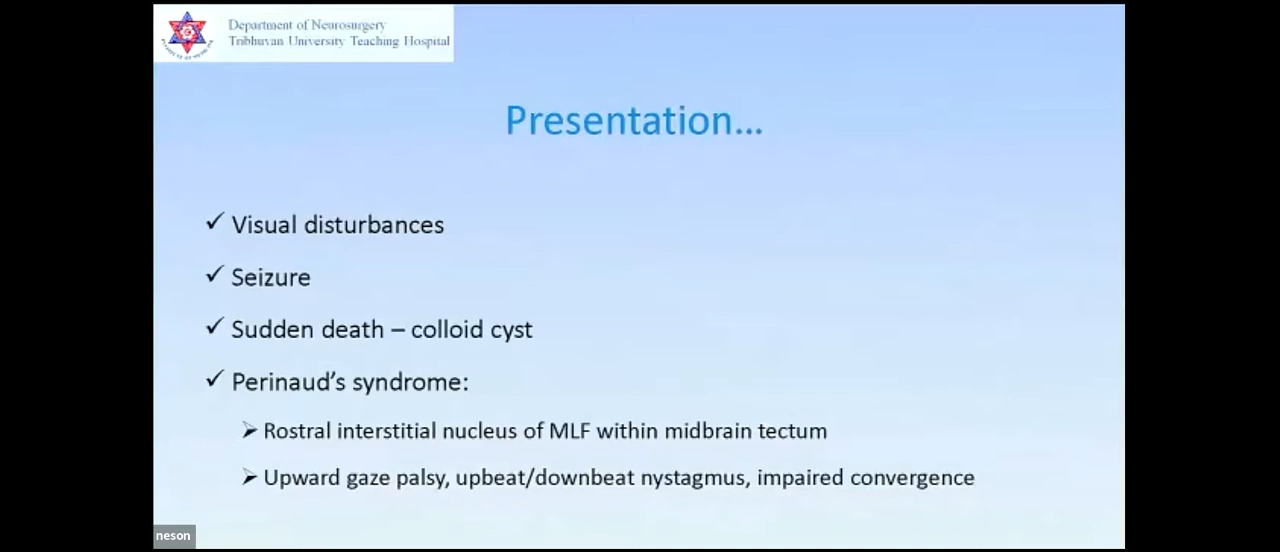 Department of Neurosurgery
Tribhuvan University Teaching Hospital
Presentation...
✓ Visual disturbances
✓ Seizure
✓ Sudden death – colloid cyst
✓ Perinaud's syndrome:
➢ Rostral interstitial nucleus of MLF within midbrain tectum
➢ Upward gaze palsy, upbeat/downbeat nystagmus, impaired convergence
neson